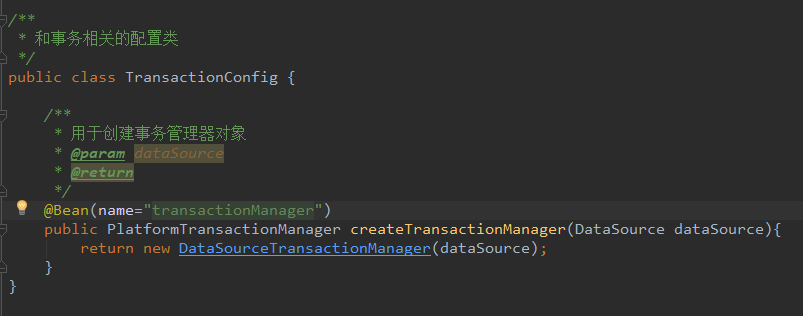 /**
 * 和事务相关的配置类
 */
public class TransactionConfig {
    /**
     * 用于创建事务管理器对象
     * @param dataSource
     * @return
     */
    @Bean(name="transactionManager")
    public PlatformTransactionManager createTransactionManager(DataSource dataSource){
        return new DataSourceTransactionManager(dataSource);
    }
}